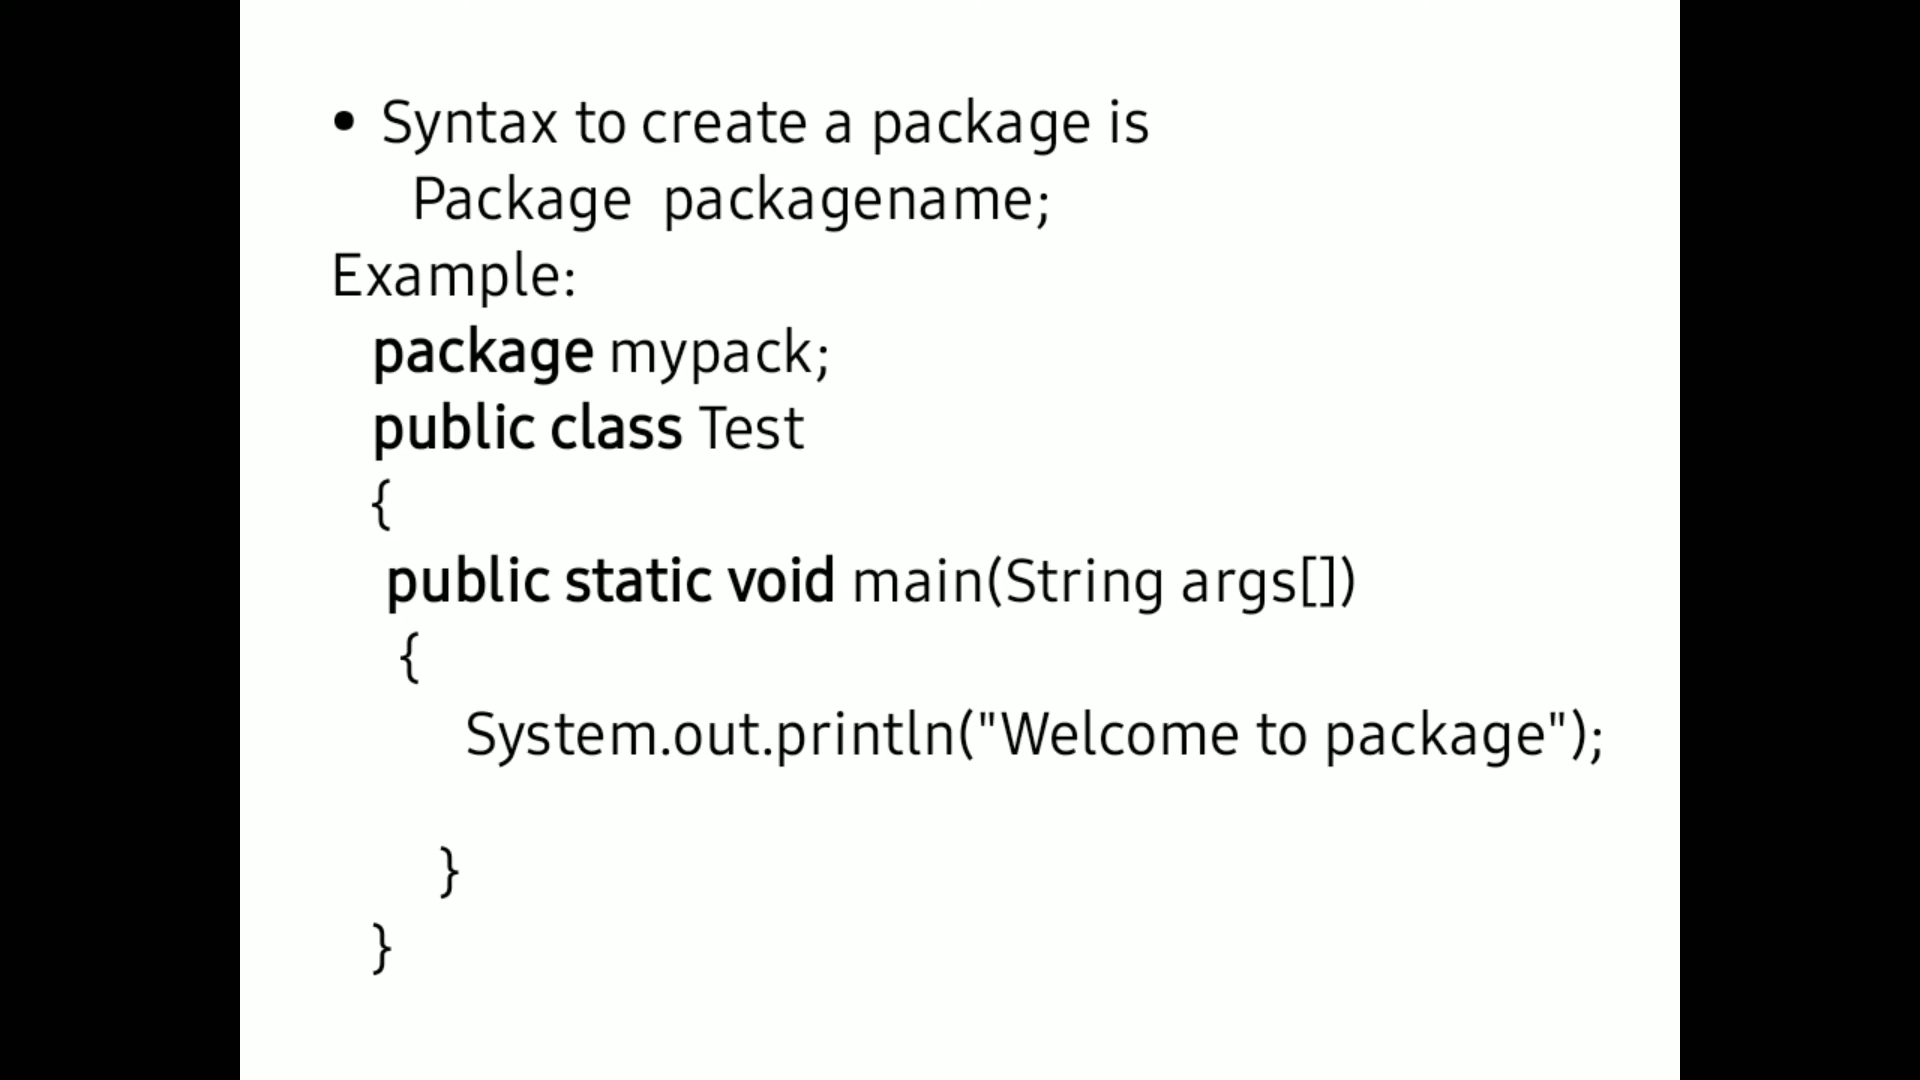 • Syntax to create a package is
Package packagename;
Example:
package mypack;
public class Test
{
public static void main(String args[])
{
System.out.println("Welcome to package");
}
}